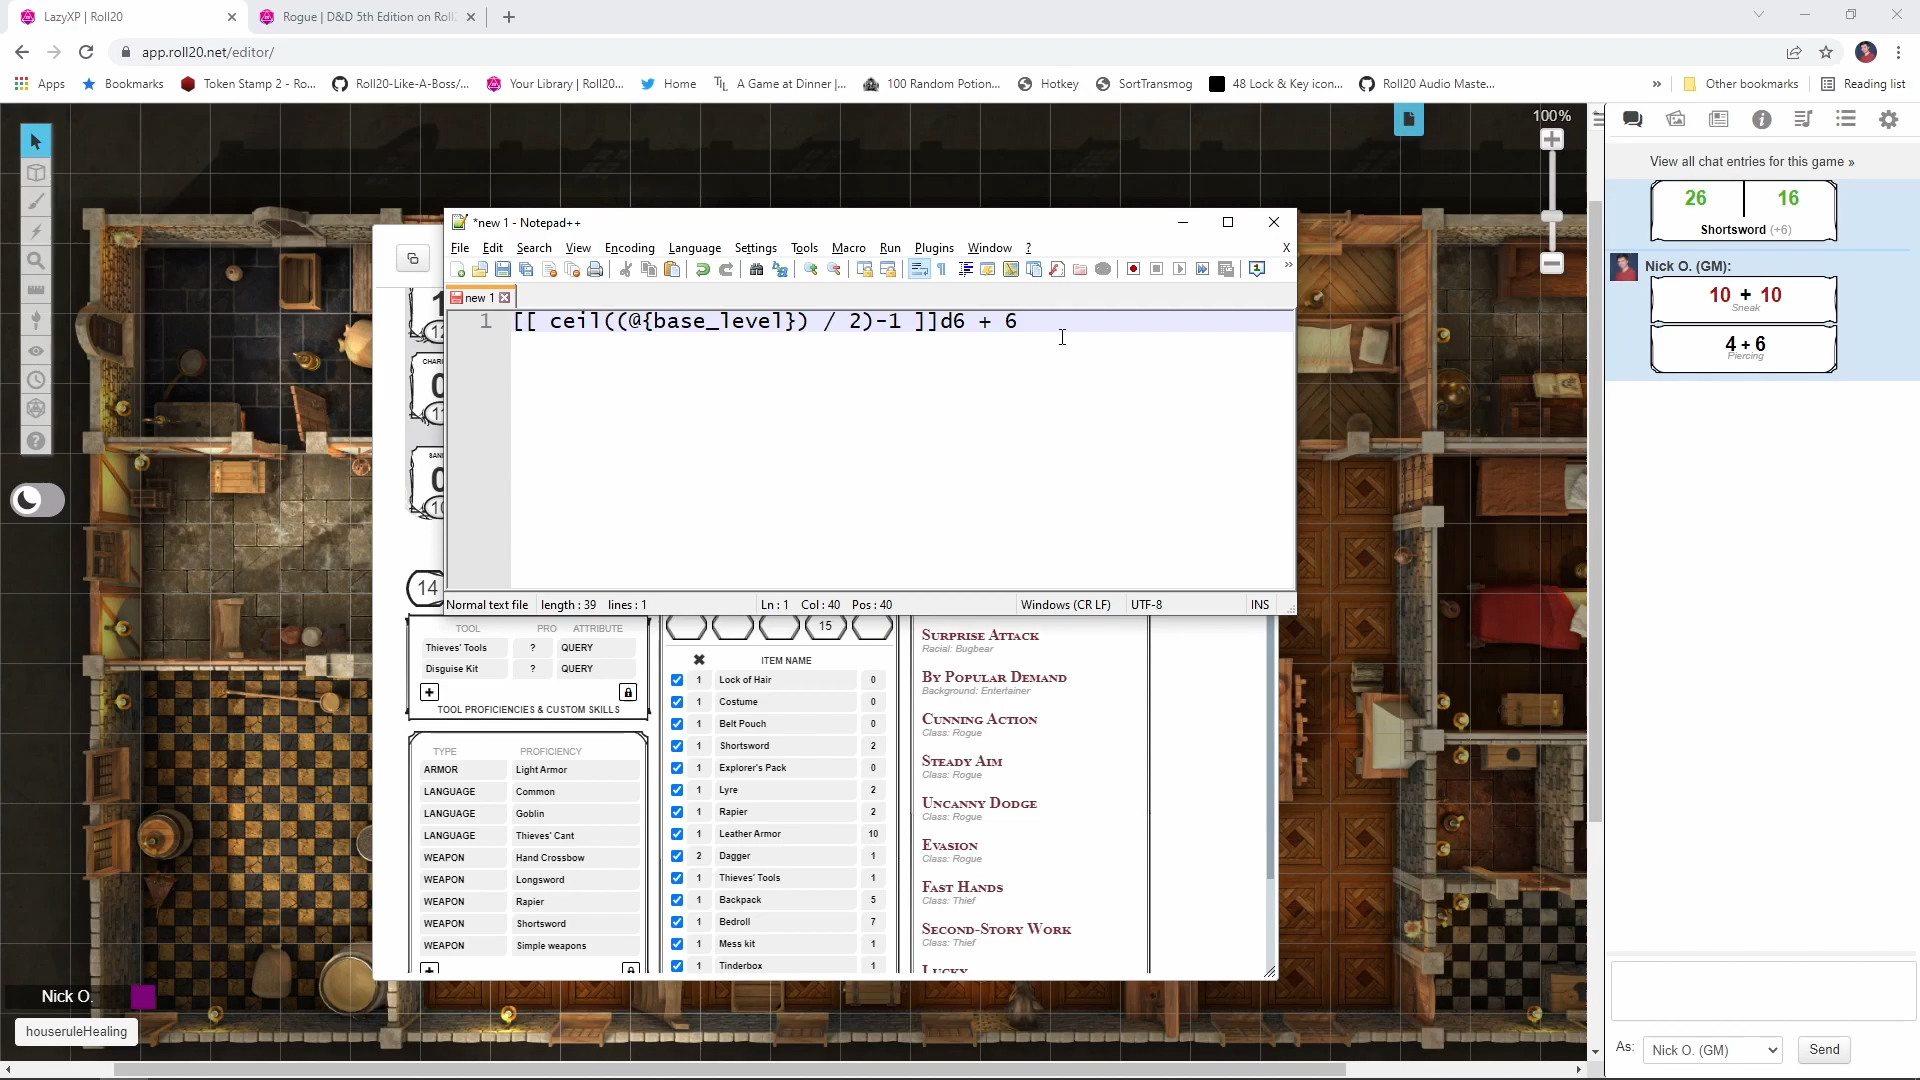 LazyXP | Roll20
Rogue | D&D 5th Edition on Roll
app.roll20.net/editor/
Apps
Bookmarks
Token Stamp 2 - Ro...
Roll20-Like-A-Boss/...
Your Library | Roll20...
Home
A Game at Dinner |...
100 Random Potion...
Hotkey
SortTransmog
48 Lock & Key icon...
Roll20 Audio Maste...
»
Other bookmarks
Reading list
100%
View all chat entries for this game »
26
16
Shortsword (+6)
Nick O. (GM):
10 + 10
Sneak
4 + 6
Piercing
*new 1 - Notepad++
File Edit Search View Encoding Language Settings Tools Macro Run Plugins Window ?
X
new 1
1
[[ ceil((@{base_level}) / 2)-1 ]]d6 + 6
Normal text file
length : 39 lines : 1
Ln : 1 Col : 40 Pos : 40
Windows (CR LF)
UTF-8
INS
14
15
TOOL PRO ATTRIBUTE
Thieves' Tools ? QUERY
Disguise Kit ? QUERY
TOOL PROFICIENCIES & CUSTOM SKILLS
TYPE PROFICIENCY
ARMOR Light Armor
LANGUAGE Common
LANGUAGE Goblin
LANGUAGE Thieves' Cant
WEAPON Hand Crossbow
WEAPON Longsword
WEAPON Rapier
WEAPON Shortsword
WEAPON Simple weapons
ITEM NAME
1 Lock of Hair 0
1 Costume 0
1 Belt Pouch 0
1 Shortsword 2
1 Explorer's Pack 0
1 Lyre 2
1 Rapier 2
1 Leather Armor 10
2 Dagger 1
1 Thieves' Tools 1
1 Backpack 5
1 Bedroll 7
1 Mess kit 1
1 Tinderbox 1
Surprise Attack
Racial: Bugbear
By Popular Demand
Background: Entertainer
Cunning Action
Class: Rogue
Steady Aim
Class: Rogue
Uncanny Dodge
Class: Rogue
Evasion
Class: Rogue
Fast Hands
Class: Thief
Second-Story Work
Class: Thief
Lucky
Nick O.
houseruleHealing
As:
Nick O. (GM)
Send